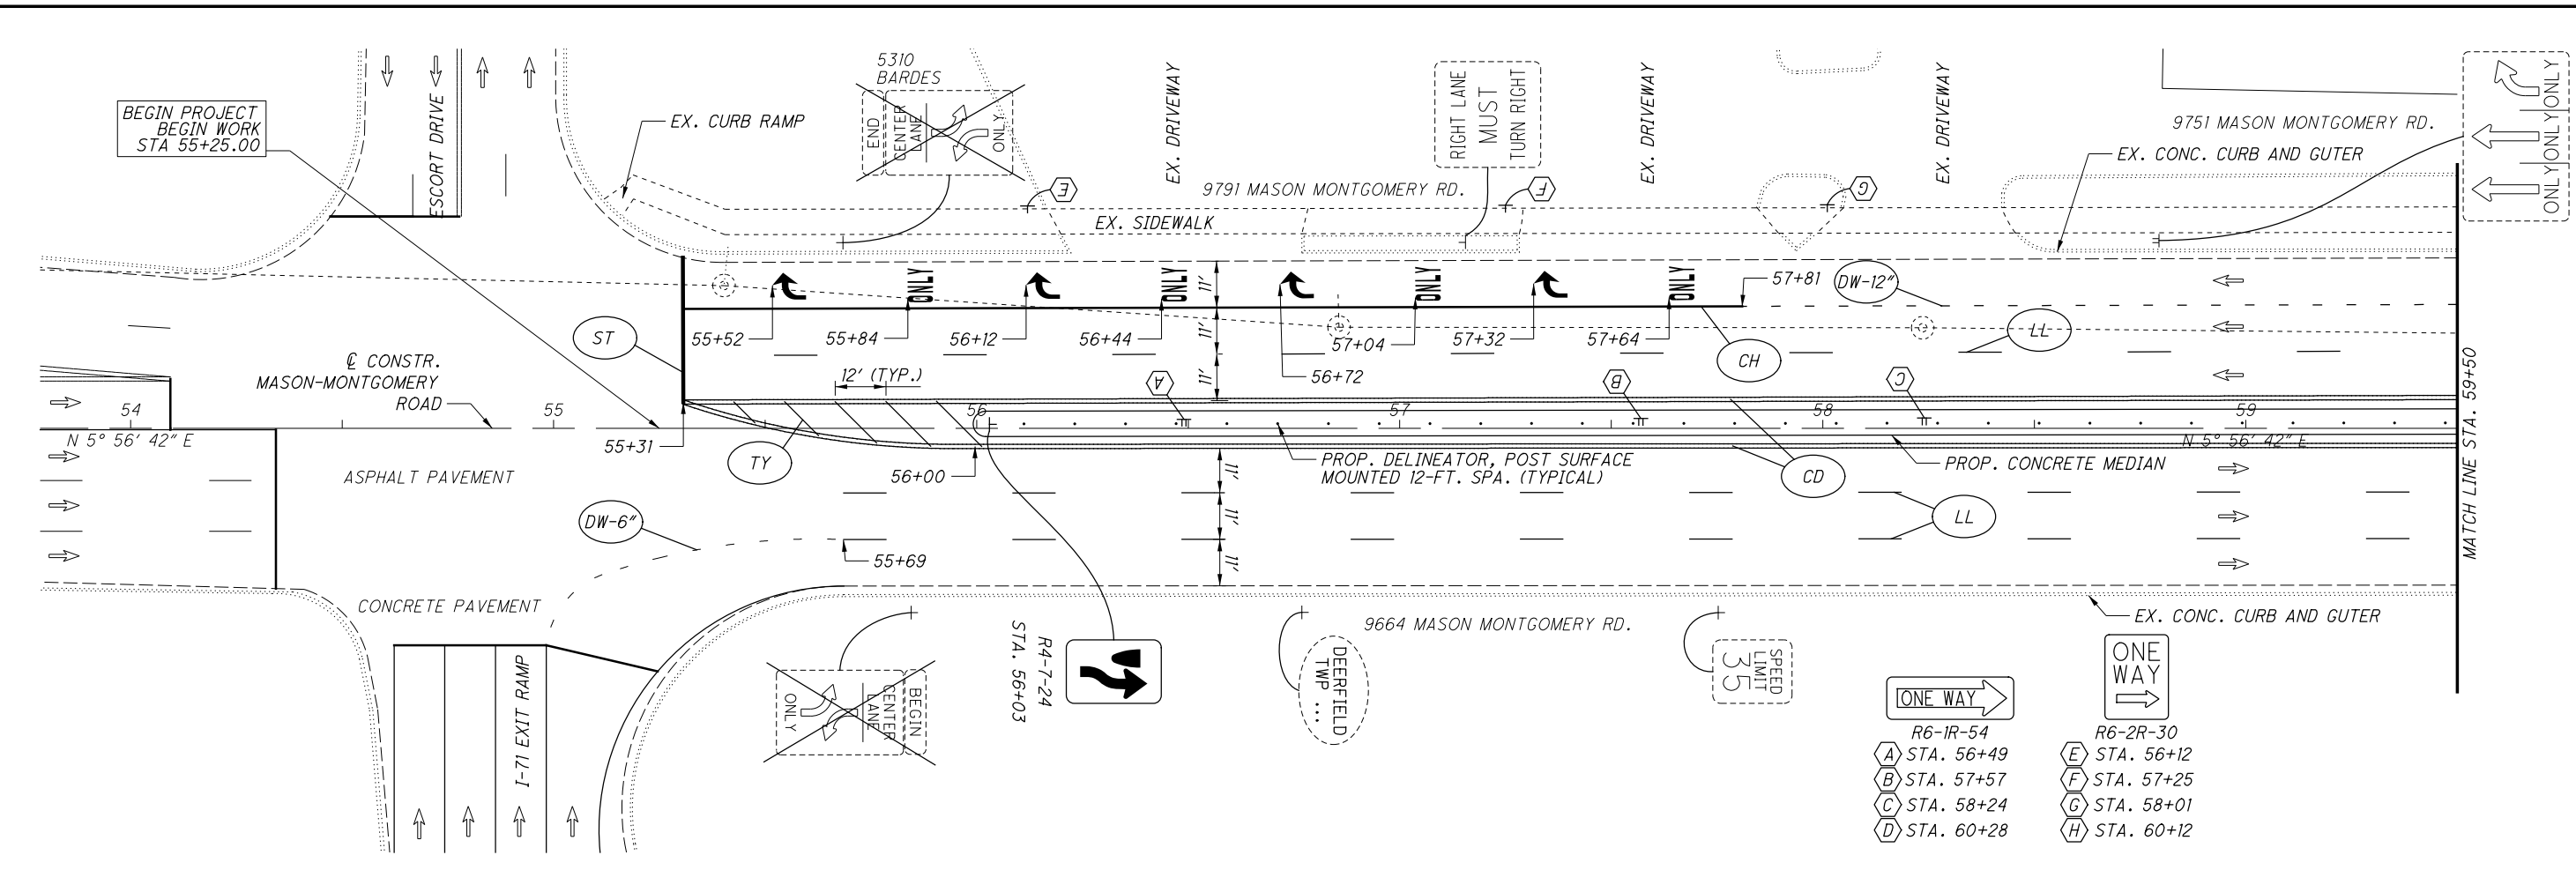 5310
BARDES
END
CENTER
LANE
ONLY
BEGIN PROJECT
BEGIN WORK
STA 55+25.00
ESCORT DRIVE
EX. CURB RAMP
EX. DRIVEWAY
RIGHT LANE
MUST
TURN RIGHT
EX. DRIVEWAY
EX. DRIVEWAY
ONLY
ONLY
ONLY
9751 MASON MONTGOMERY RD.
EX. CONC. CURB AND GUTER
9791 MASON MONTGOMERY RD.
E
F
G
EX. SIDEWALK
ONLY
ONLY
ONLY
ONLY
11'
57+81
DW-12"
ST
55+52
55+84
56+12
56+44
11'
57+04
57+32
57+64
LL
CH
℄ CONSTR.
MASON-MONTGOMERY
ROAD
12' (TYP.)
11'
56+72
A
B
C
54
55
56
57
58
59
N 5° 56' 42" E
N 5° 56' 42" E
55+31
TY
56+00
PROP. DELINEATOR, POST SURFACE
MOUNTED 12-FT. SPA. (TYPICAL)
CD
PROP. CONCRETE MEDIAN
MATCH LINE STA. 59+50
ASPHALT PAVEMENT
DW-6"
11'
11'
11'
LL
55+69
CONCRETE PAVEMENT
I-71 EXIT RAMP
BEGIN
CENTER
LANE
ONLY
R4-7-24
STA. 56+03
DEERFIELD
TWP ...
9664 MASON MONTGOMERY RD.
SPEED
LIMIT
35
EX. CONC. CURB AND GUTER
ONE WAY
R6-1R-54
A STA. 56+49
B STA. 57+57
C STA. 58+24
D STA. 60+28
ONE
WAY
R6-2R-30
E STA. 56+12
F STA. 57+25
G STA. 58+01
H STA. 60+12